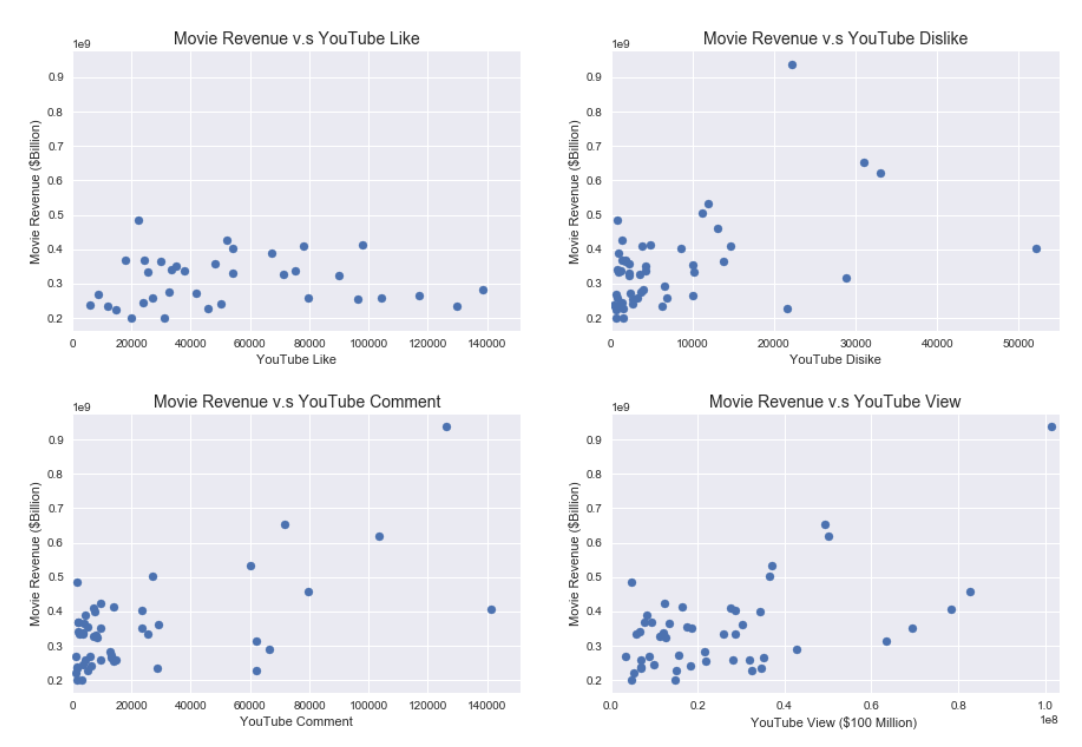 Movie Revenue v.s YouTube Like
1e9
0.9
0.8
0.7
0.6
0.5
0.4
0.3
0.2
Movie Revenue ($Billion)
0 20000 40000 60000 80000 100000 120000 140000
YouTube Like
Movie Revenue v.s YouTube Dislike
1e9
0.9
0.8
0.7
0.6
0.5
0.4
0.3
0.2
Movie Revenue ($Billion)
0 10000 20000 30000 40000 50000
YouTube Disike
Movie Revenue v.s YouTube Comment
1e9
0.9
0.8
0.7
0.6
0.5
0.4
0.3
0.2
Movie Revenue ($Billion)
0 20000 40000 60000 80000 100000 120000 140000
YouTube Comment
Movie Revenue v.s YouTube View
1e9
0.9
0.8
0.7
0.6
0.5
0.4
0.3
0.2
Movie Revenue ($Billion)
0.0 0.2 0.4 0.6 0.8 1.0
1e8
YouTube View ($100 Million)